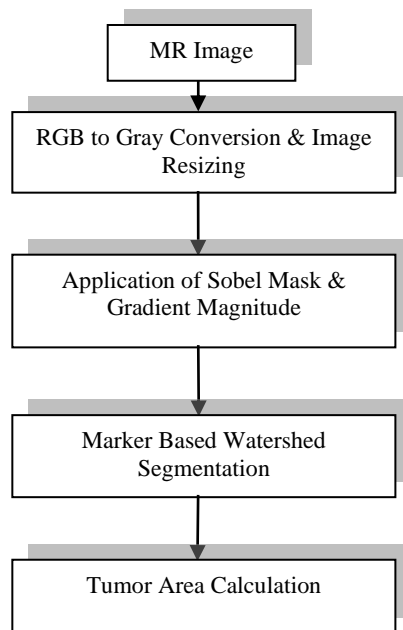 MR Image
RGB to Gray Conversion & Image
Resizing
Application of Sobel Mask &
Gradient Magnitude
Marker Based Watershed
Segmentation
Tumor Area Calculation